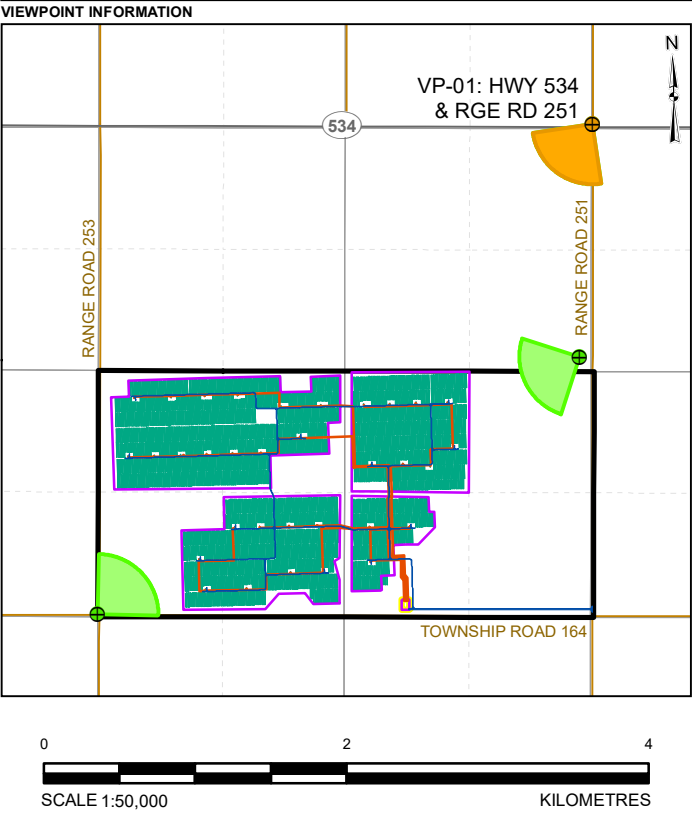 VIEWPOINT INFORMATION
N
VP-01: HWY 534
& RGE RD 251
534
RANGE ROAD 253
RANGE ROAD 251
TOWNSHIP ROAD 164
0 2 4
SCALE 1:50,000 KILOMETRES